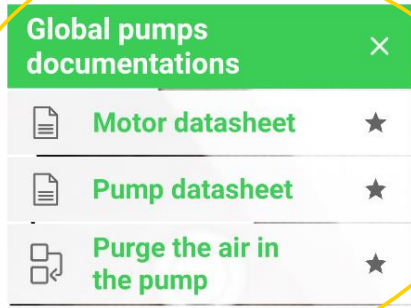 Global pumps
documentations
Motor datasheet
Pump datasheet
Purge the air in
the pump